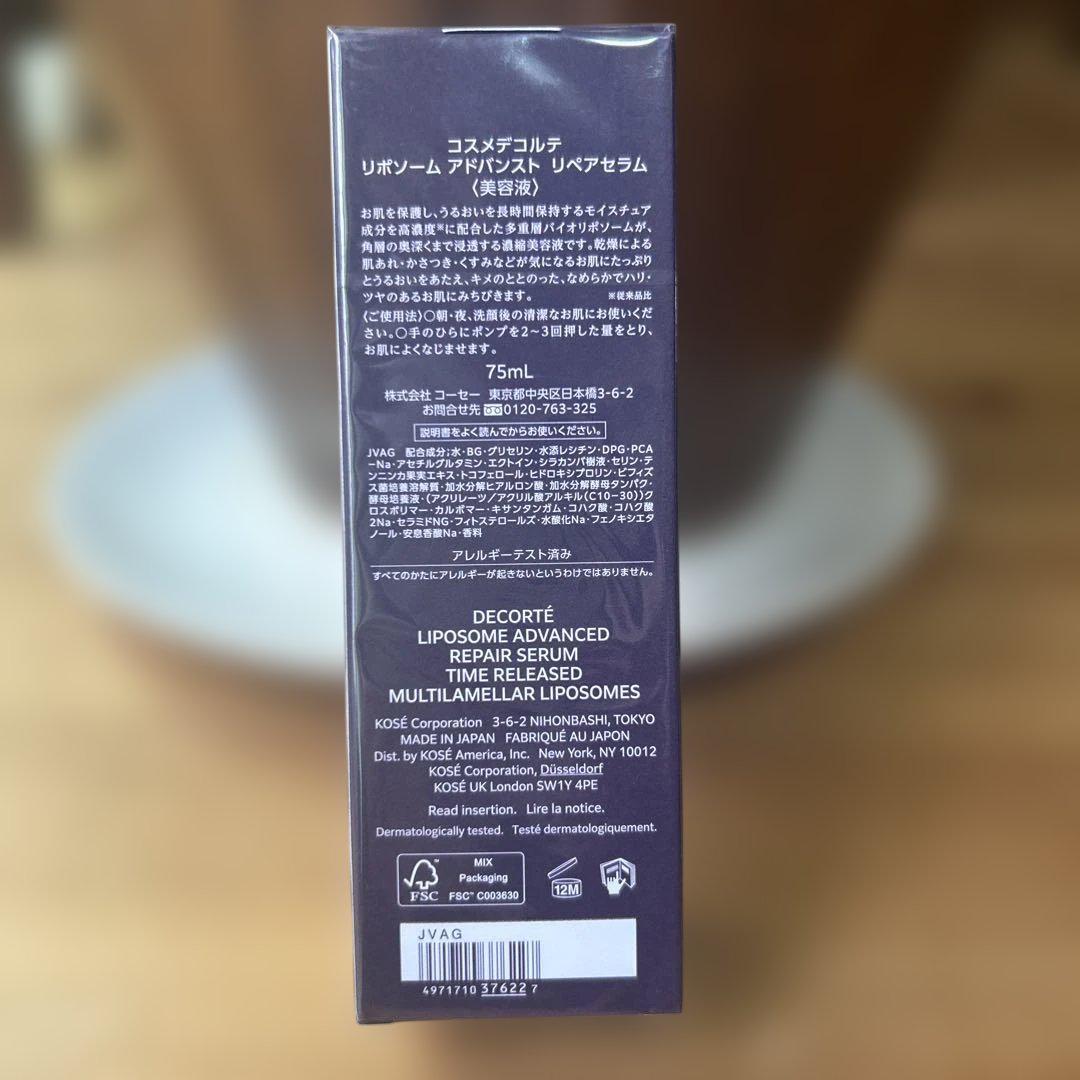 コスメデコルテ
リポソーム アドバンスト リペアセラム
〈美容液〉
お肌を保護し、うるおいを長時間保持するモイスチュア
成分を高濃度※に配合した多重層バイオリポソームが、
角層の奥深くまで浸透する濃縮美容液です。乾燥による
肌あれ・かさつき・くすみなどが気になるお肌にたっぷり
とうるおいをあたえ、キメのととのった、なめらかでハリ・
ツヤのあるお肌にみちびきます。 ※従来品比
〈ご使用法〉○朝・夜、洗顔後の清潔なお肌にお使いくだ
さい。○手のひらにポンプを2～3回押した量をとり、
お肌によくなじませます。
75mL
株式会社 コーセー 東京都中央区日本橋3-6-2
お問合せ先 0120-763-325
説明書をよく読んでからお使いください。
JVAG 配合成分；水・BG・グリセリン・水添レシチン・DPG・PCA
-Na・アセチルグルタミン・エクトイン・シラカンバ樹液・セリン・テ
ンニンカ果実エキス・トコフェロール・ヒドロキシプロリン・ビフィズ
ス菌培養溶解質・加水分解ヒアルロン酸・加水分解酵母タンパク・
酵母培養液・（アクリレーツ／アクリル酸アルキル(C10-30)）ク
ロスポリマー・カルボマー・キサンタンガム・コハク酸・コハク酸
2Na・セラミドNG・フィトステロールズ・水酸化Na・フェノキシエタ
ノール・安息香酸Na・香料
アレルギーテスト済み
すべてのかたにアレルギーが起きないというわけではありません。
DECORTÉ
LIPOSOME ADVANCED
REPAIR SERUM
TIME RELEASED
MULTILAMELLAR LIPOSOMES
KOSÉ Corporation 3-6-2 NIHONBASHI, TOKYO
MADE IN JAPAN FABRIQUÉ AU JAPON
Dist. by KOSÉ America, Inc. New York, NY 10012
KOSÉ Corporation, Düsseldorf
KOSÉ UK London SW1Y 4PE
Read insertion. Lire la notice.
Dermatologically tested. Testé dermatologiquement.
MIX
Packaging
FSC™ C003630
FSC
12M
JVAG
4971710 37622 7